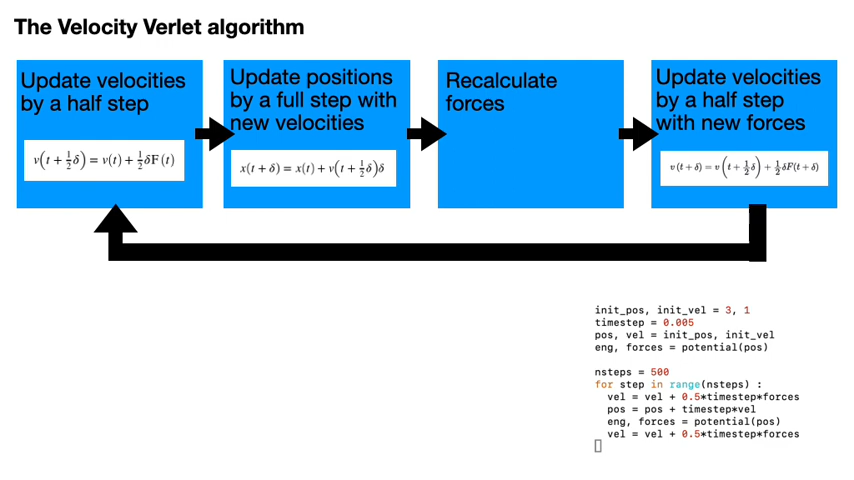 The Velocity Verlet algorithm
Update velocities
by a half step
v(t + ½δ) = v(t) + ½δF(t)
Update positions
by a full step with
new velocities
x(t + δ) = x(t) + v(t + ½δ)δ
Recalculate
forces
Update velocities
by a half step
with new forces
v(t + δ) = v(t + ½δ) + ½δF(t + δ)
init_pos, init_vel = 3, 1
timestep = 0.005
pos, vel = init_pos, init_vel
eng, forces = potential(pos)
nsteps = 500
for step in range(nsteps) :
  vel = vel + 0.5*timestep*forces
  pos = pos + timestep*vel
  eng, forces = potential(pos)
  vel = vel + 0.5*timestep*forces